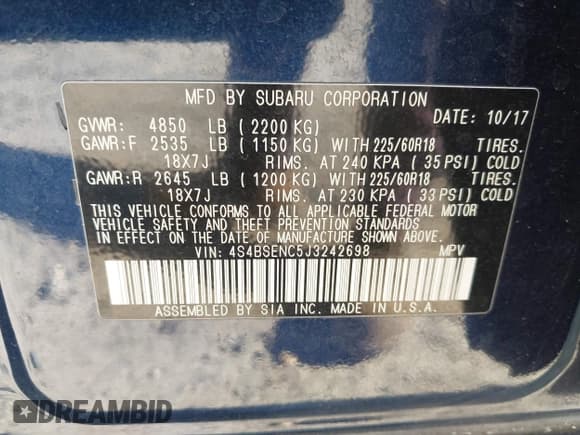 MFD BY SUBARU CORPORATION
DATE: 10/17
GVWR: 4850 LB (2200 KG)
GAWR:F 2535 LB (1150 KG) WITH 225/60R18 TIRES.
18X7J RIMS. AT 240 KPA (35 PSI) COLD
GAWR:R 2645 LB (1200 KG) WITH 225/60R18 TIRES.
18X7J RIMS. AT 230 KPA (33 PSI) COLD
THIS VEHICLE CONFORMS TO ALL APPLICABLE FEDERAL MOTOR
VEHICLE SAFETY AND THEFT PREVENTION STANDARDS IN
EFFECT ON THE DATE OF MANUFACTURE SHOWN ABOVE.
VIN: 4S4BSENC5J3242698 MPV
ASSEMBLED BY SIA INC. MADE IN U.S.A.
DREAMBID